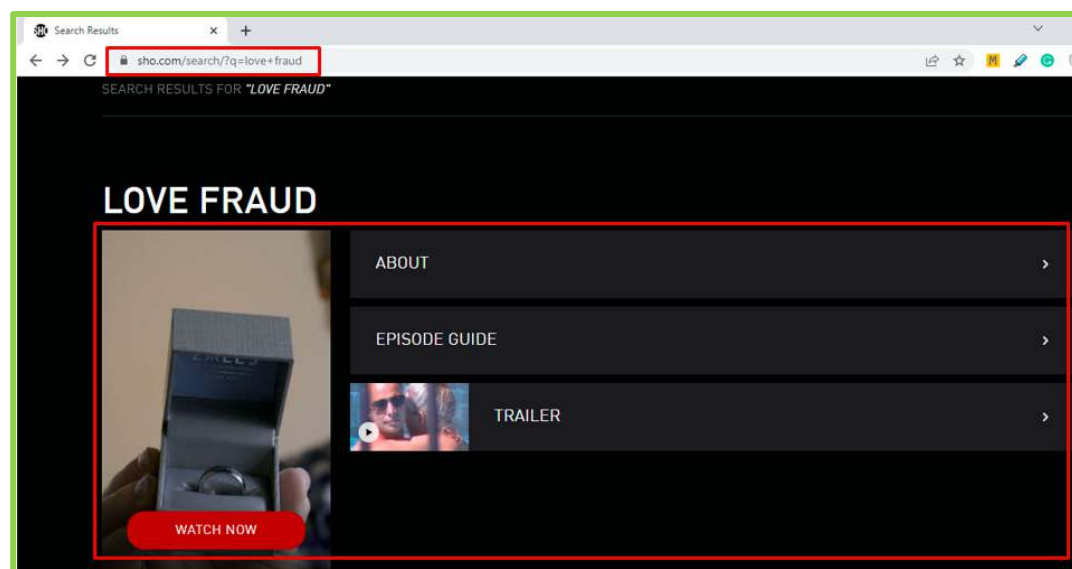 SHO Search Results
sho.com/search/?q=love+fraud
M
SEARCH RESULTS FOR "LOVE FRAUD"
LOVE FRAUD
ABOUT
EPISODE GUIDE
TRAILER
WATCH NOW